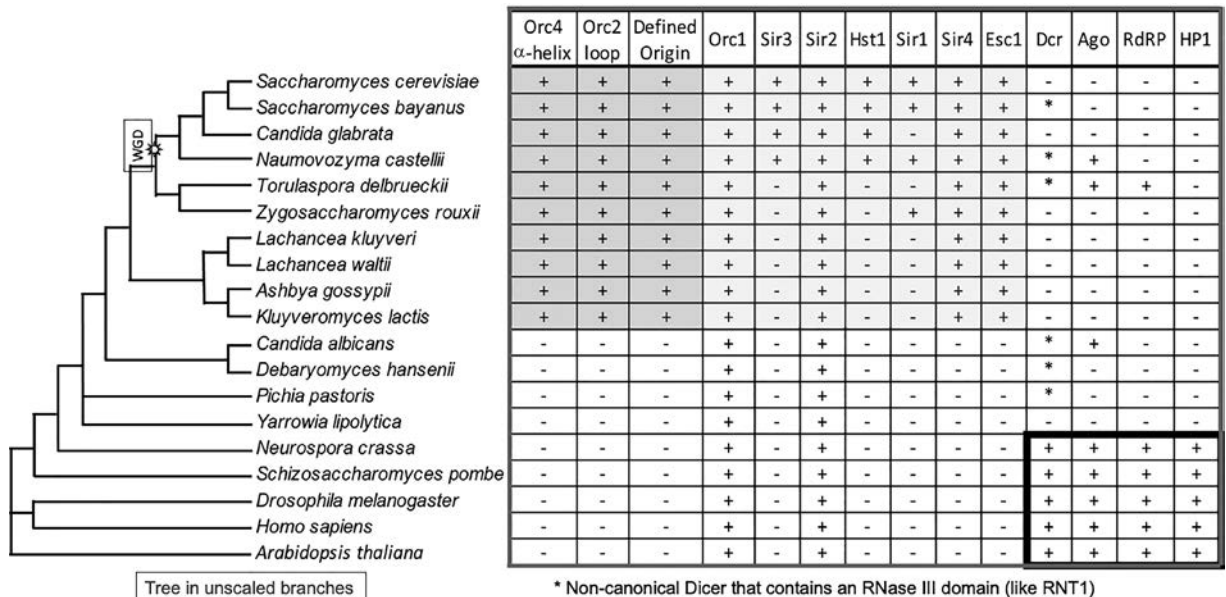 Orc4 α-helix Orc2 loop Defined Origin Orc1 Sir3 Sir2 Hst1 Sir1 Sir4 Esc1 Dcr Ago RdRP HP1
WGD
Saccharomyces cerevisiae + + + + + + + + + + - - - -
Saccharomyces bayanus + + + + + + + + + + * - - -
Candida glabrata + + + + + + + - + + - - - -
Naumovozyma castellii + + + + + + + + + + * + - -
Torulaspora delbrueckii + + + + - + - - + + * + + -
Zygosaccharomyces rouxii + + + + - + - + + + - - - -
Lachancea kluyveri + + + + - + - - + + - - - -
Lachancea waltii + + + + - + - - + + - - - -
Ashbya gossypii + + + + - + - - + + - - - -
Kluyveromyces lactis + + + + - + - - + + - - - -
Candida albicans - - - + - + - - - - * + - -
Debaryomyces hansenii - - - + - + - - - - * - - -
Pichia pastoris - - - + - + - - - - * - - -
Yarrowia lipolytica - - - + - + - - - - - - - -
Neurospora crassa - - - + - + - - - - + + + +
Schizosaccharomyces pombe - - - + - + - - - - + + + +
Drosophila melanogaster - - - + - + - - - - + + + +
Homo sapiens - - - + - + - - - - + + + +
Arabidopsis thaliana - - - + - + - - - - + + + +
Tree in unscaled branches
* Non-canonical Dicer that contains an RNase III domain (like RNT1)